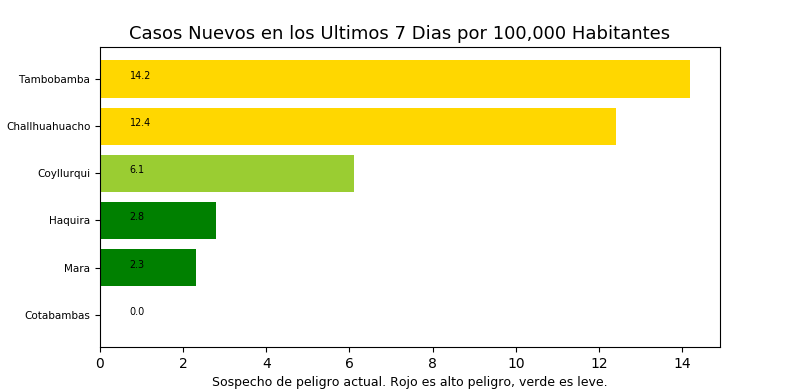 Casos Nuevos en los Ultimos 7 Dias por 100,000 Habitantes
Tambobamba 14.2
Challhuahuacho 12.4
Coyllurqui 6.1
Haquira 2.8
Mara 2.3
Cotabambas 0.0
0 2 4 6 8 10 12 14
Sospecho de peligro actual. Rojo es alto peligro, verde es leve.